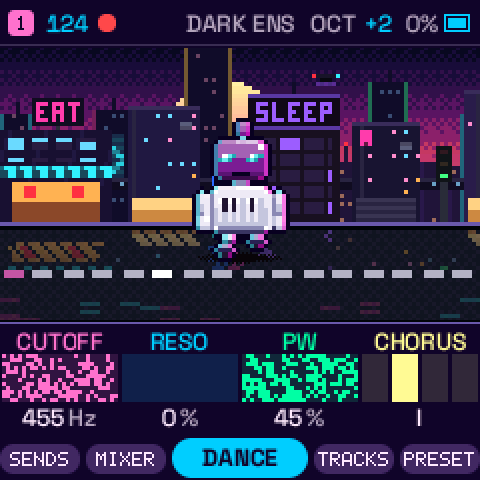 1 124 DARK ENS OCT +2 0%
EAT SLEEP
CUTOFF RESO PW CHORUS
455 Hz 0% 45% I
SENDS MIXER DANCE TRACKS PRESET